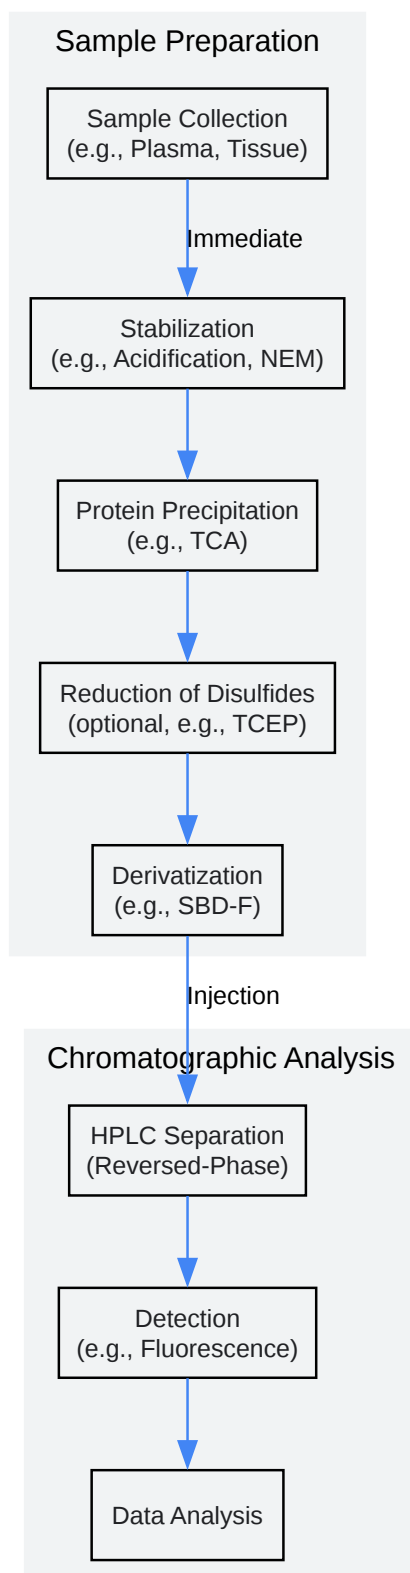 Sample Preparation
Sample Collection
(e.g., Plasma, Tissue)
Immediate
Stabilization
(e.g., Acidification, NEM)
Protein Precipitation
(e.g., TCA)
Reduction of Disulfides
(optional, e.g., TCEP)
Derivatization
(e.g., SBD-F)
Injection
Chromatographic Analysis
HPLC Separation
(Reversed-Phase)
Detection
(e.g., Fluorescence)
Data Analysis